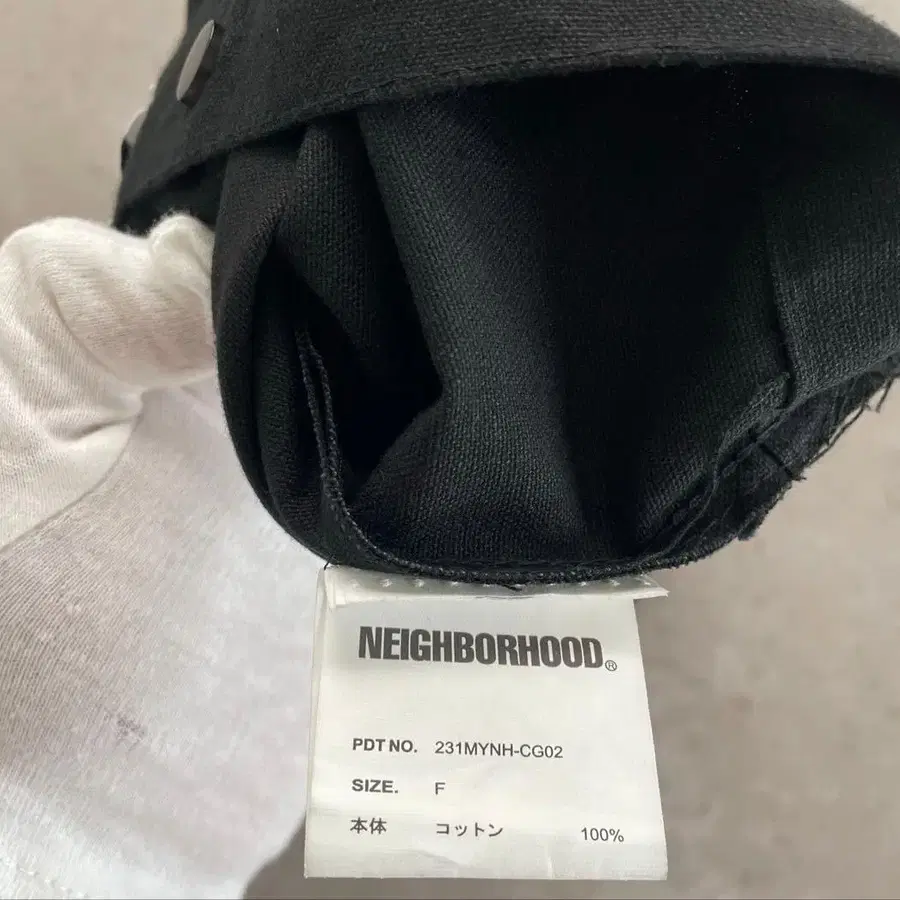 NEIGHBORHOOD®
PDT NO. 231MYNH-CG02
SIZE. F
本体 コットン 100%